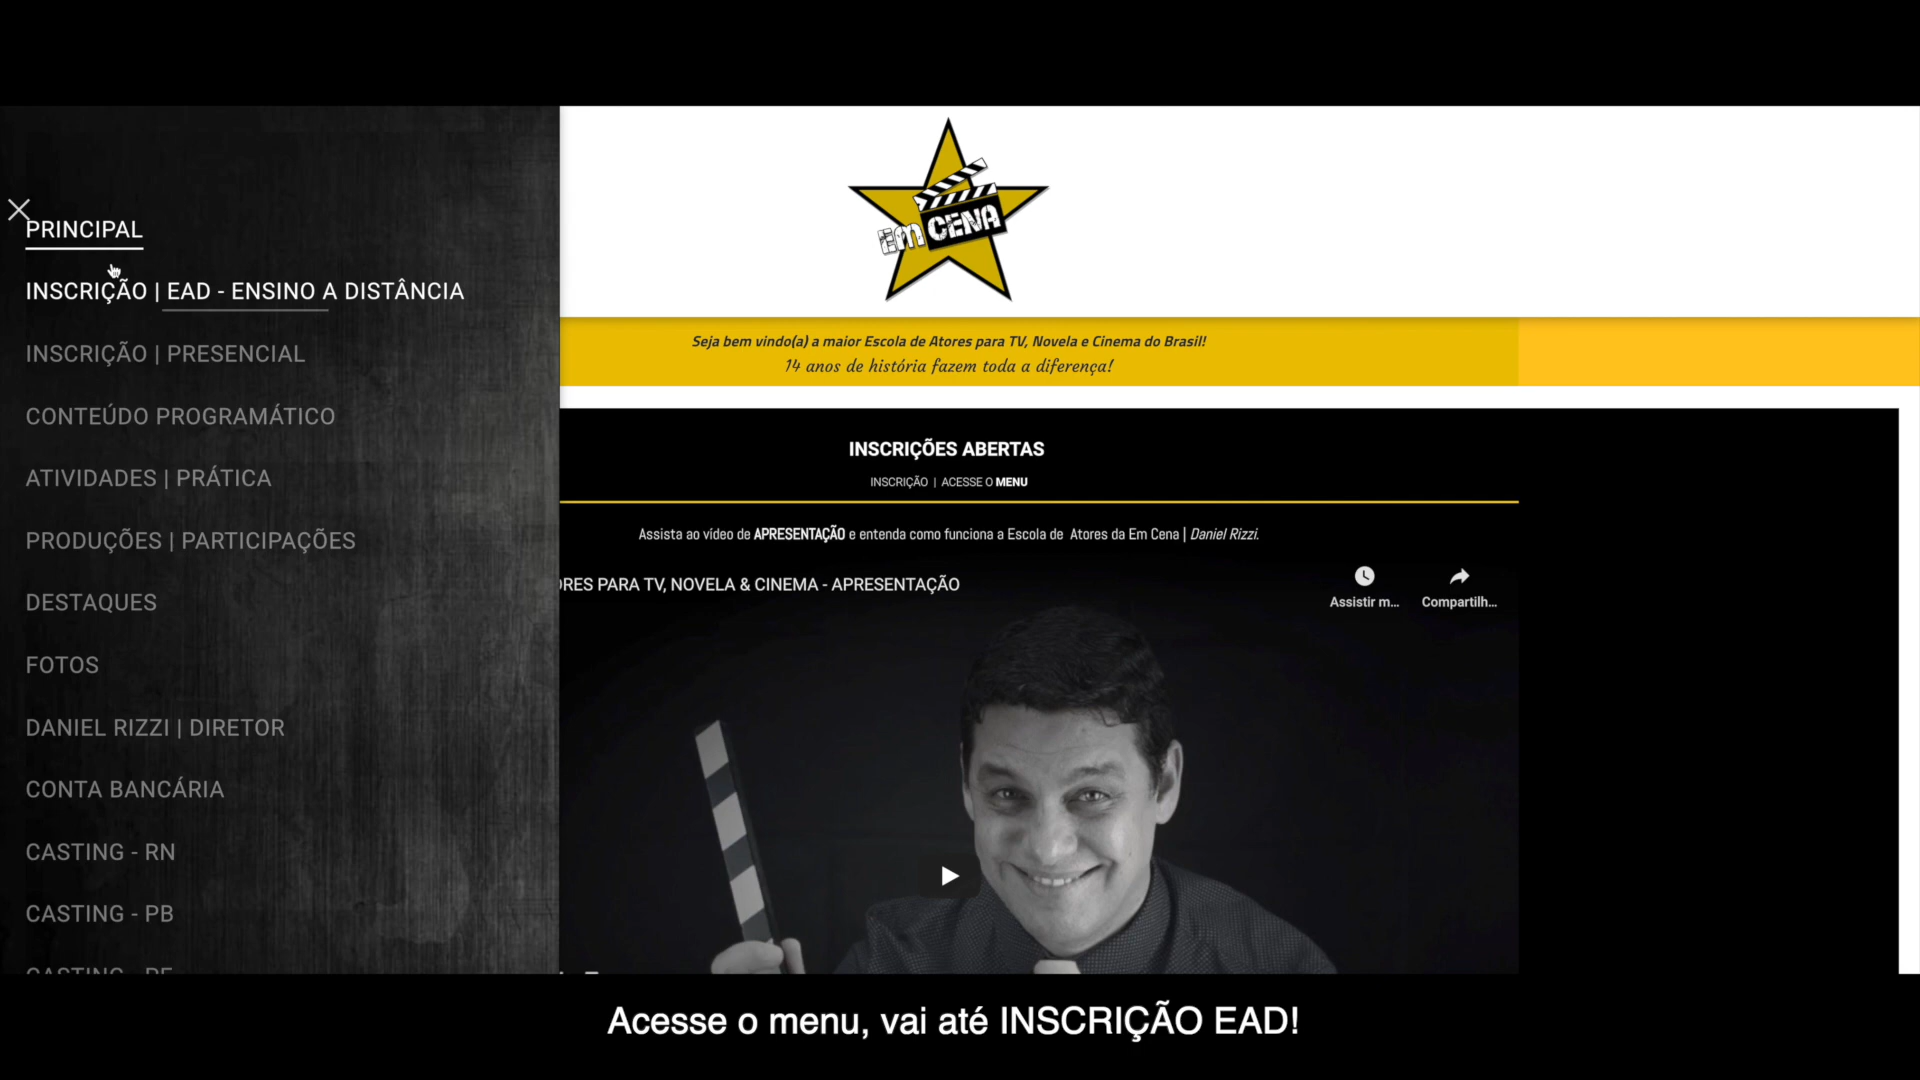 PRINCIPAL
INSCRIÇÃO | EAD - ENSINO A DISTÂNCIA
INSCRIÇÃO | PRESENCIAL
CONTEÚDO PROGRAMÁTICO
ATIVIDADES | PRÁTICA
PRODUÇÕES | PARTICIPAÇÕES
DESTAQUES
FOTOS
DANIEL RIZZI | DIRETOR
CONTA BANCÁRIA
CASTING - RN
CASTING - PB
EM CENA
Seja bem vindo(a) a maior Escola de Atores para TV, Novela e Cinema do Brasil!
14 anos de história fazem toda a diferença!
INSCRIÇÕES ABERTAS
INSCRIÇÃO | ACESSE O MENU
Assista ao vídeo de APRESENTAÇÃO e entenda como funciona a Escola de Atores da Em Cena | Daniel Rizzi.
ORES PARA TV, NOVELA & CINEMA - APRESENTAÇÃO
Assistir m...
Compartilh...
Acesse o menu, vai até INSCRIÇÃO EAD!